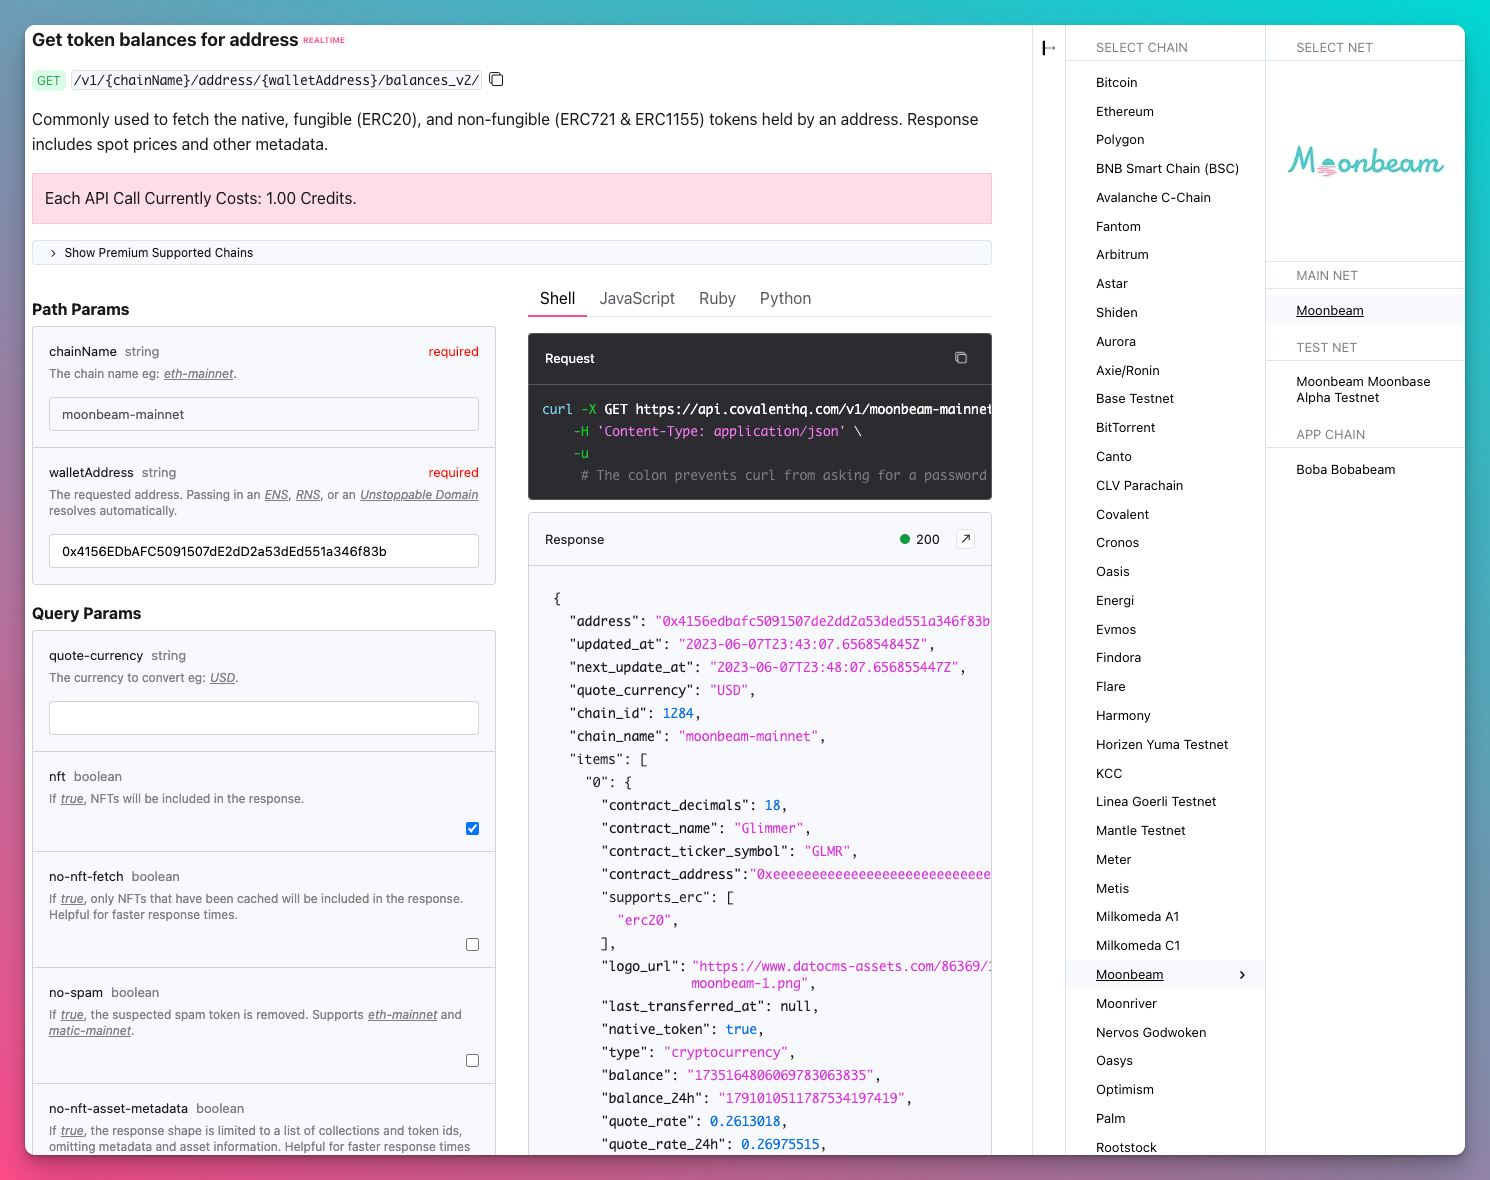 Get token balances for address REALTIME
GET /v1/{chainName}/address/{walletAddress}/balances_v2/
Commonly used to fetch the native, fungible (ERC20), and non-fungible (ERC721 & ERC1155) tokens held by an address. Response
includes spot prices and other metadata.
Each API Call Currently Costs: 1.00 Credits.
Show Premium Supported Chains
Path Params
chainName string required
The chain name eg: eth-mainnet.
moonbeam-mainnet
walletAddress string required
The requested address. Passing in an ENS, RNS, or an Unstoppable Domain
resolves automatically.
0x4156EDbAFC5091507dE2dD2a53dEd551a346f83b
Query Params
quote-currency string
The currency to convert eg: USD.
nft boolean
If true, NFTs will be included in the response.
no-nft-fetch boolean
If true, only NFTs that have been cached will be included in the response.
Helpful for faster response times.
no-spam boolean
If true, the suspected spam token is removed. Supports eth-mainnet and
matic-mainnet.
no-nft-asset-metadata boolean
If true, the response shape is limited to a list of collections and token ids,
omitting metadata and asset information. Helpful for faster response times
Shell JavaScript Ruby Python
Request
curl -X GET https://api.covalenthq.com/v1/moonbeam-mainnet
-H 'Content-Type: application/json' \
-u
# The colon prevents curl from asking for a password
Response 200
{
"address": "0x4156edbafc5091507de2dd2a53ded551a346f83b
"updated_at": "2023-06-07T23:43:07.656854845Z",
"next_update_at": "2023-06-07T23:48:07.656855447Z",
"quote_currency": "USD",
"chain_id": 1284,
"chain_name": "moonbeam-mainnet",
"items": [
"0": {
"contract_decimals": 18,
"contract_name": "Glimmer",
"contract_ticker_symbol": "GLMR",
"contract_address":"0xeeeeeeeeeeeeeeeeeeeeeeeeeeee
"supports_erc": [
"erc20",
],
"logo_url": "https://www.datocms-assets.com/86369/1
moonbeam-1.png",
"last_transferred_at": null,
"native_token": true,
"type": "cryptocurrency",
"balance": "1735164806069783063835",
"balance_24h": "1791010511787534197419",
"quote_rate": 0.2613018,
"quote_rate_24h": 0.26975515,
SELECT CHAIN
Bitcoin
Ethereum
Polygon
BNB Smart Chain (BSC)
Avalanche C-Chain
Fantom
Arbitrum
Astar
Shiden
Aurora
Axie/Ronin
Base Testnet
BitTorrent
Canto
CLV Parachain
Covalent
Cronos
Oasis
Energi
Evmos
Findora
Flare
Harmony
Horizen Yuma Testnet
KCC
Linea Goerli Testnet
Mantle Testnet
Meter
Metis
Milkomeda A1
Milkomeda C1
Moonbeam
Moonriver
Nervos Godwoken
Oasys
Optimism
Palm
Rootstock
SELECT NET
Moonbeam
MAIN NET
Moonbeam
TEST NET
Moonbeam Moonbase
Alpha Testnet
APP CHAIN
Boba Bobabeam